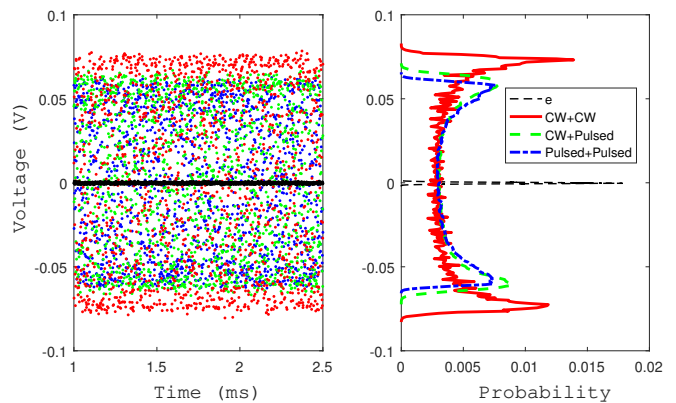 0.1
0.05
0
-0.05
-0.1
Voltage (V)
1
1.5
2
2.5
Time (ms)
0.1
0.05
0
-0.05
-0.1
e
CW+CW
CW+Pulsed
Pulsed+Pulsed
0
0.005
0.01
0.015
0.02
Probability